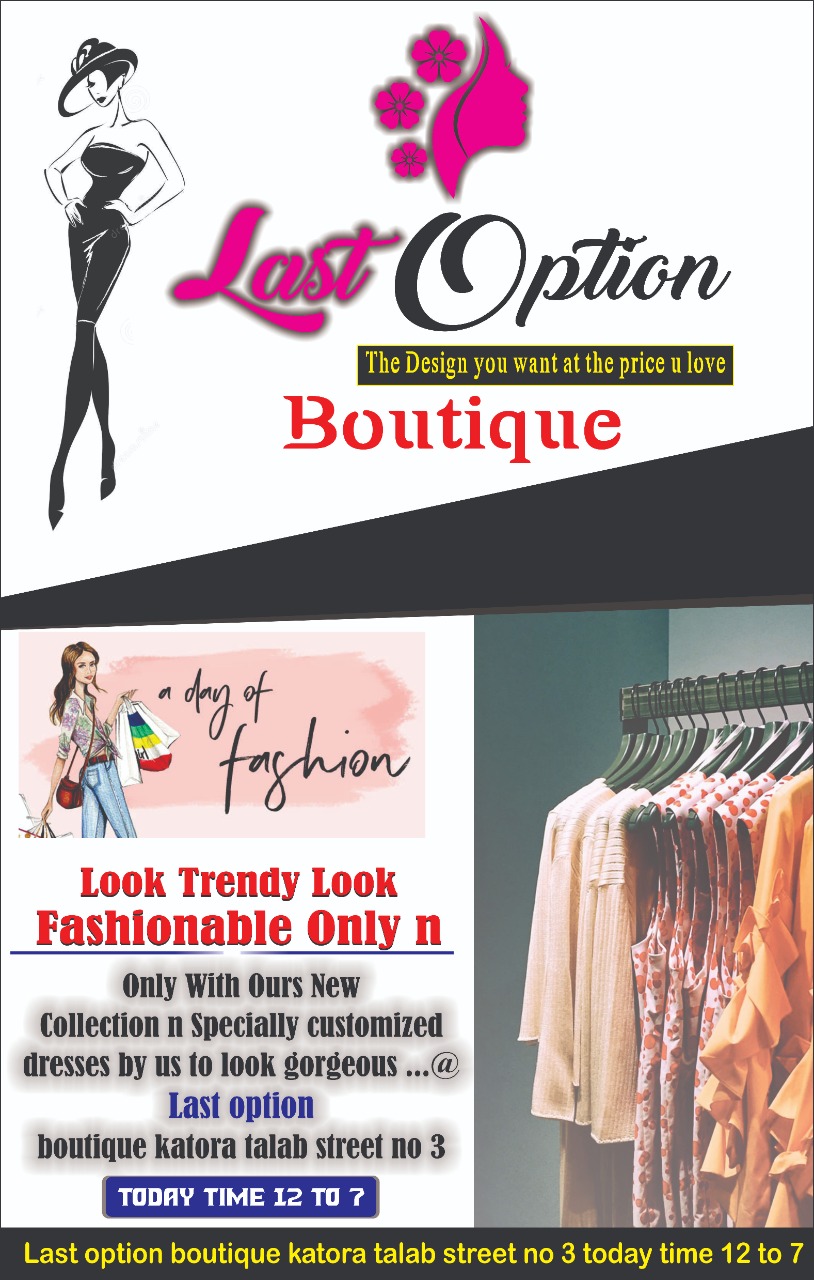 Last Option
The Design you want at the price u love
Boutique
a day of
fashion
Look Trendy Look
Fashionable Only n
Only With Ours New
Collection n Specially customized
dresses by us to look gorgeous ...@
Last option
boutique katora talab street no 3
TODAY TIME 12 TO 7
Last option boutique katora talab street no 3 today time 12 to 7